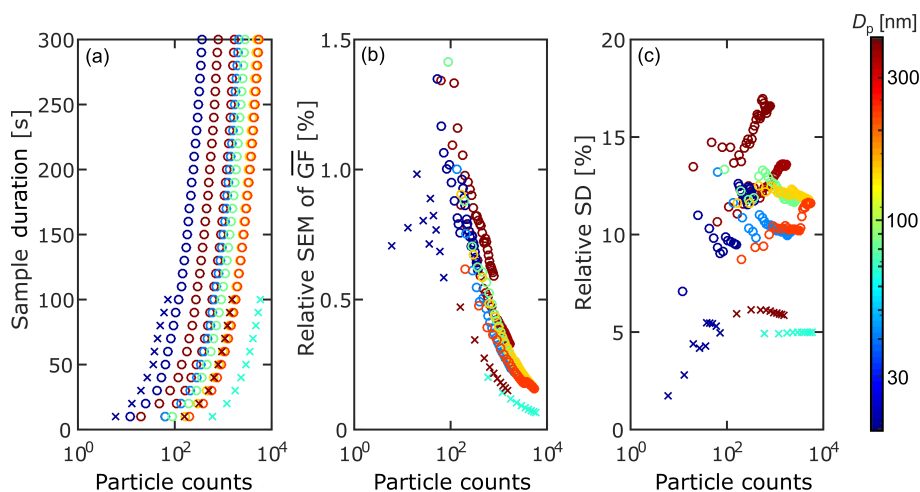 D_p [nm]
(a)
Sample duration [s]
300
250
200
150
100
50
0
10^0 10^2 10^4
Particle counts
(b)
Relative SEM of \overline{GF} [%]
1.5
1.0
0.5
0
10^0 10^2 10^4
Particle counts
(c)
Relative SD [%]
20
15
10
5
0
10^0 10^2 10^4
Particle counts
300
100
30